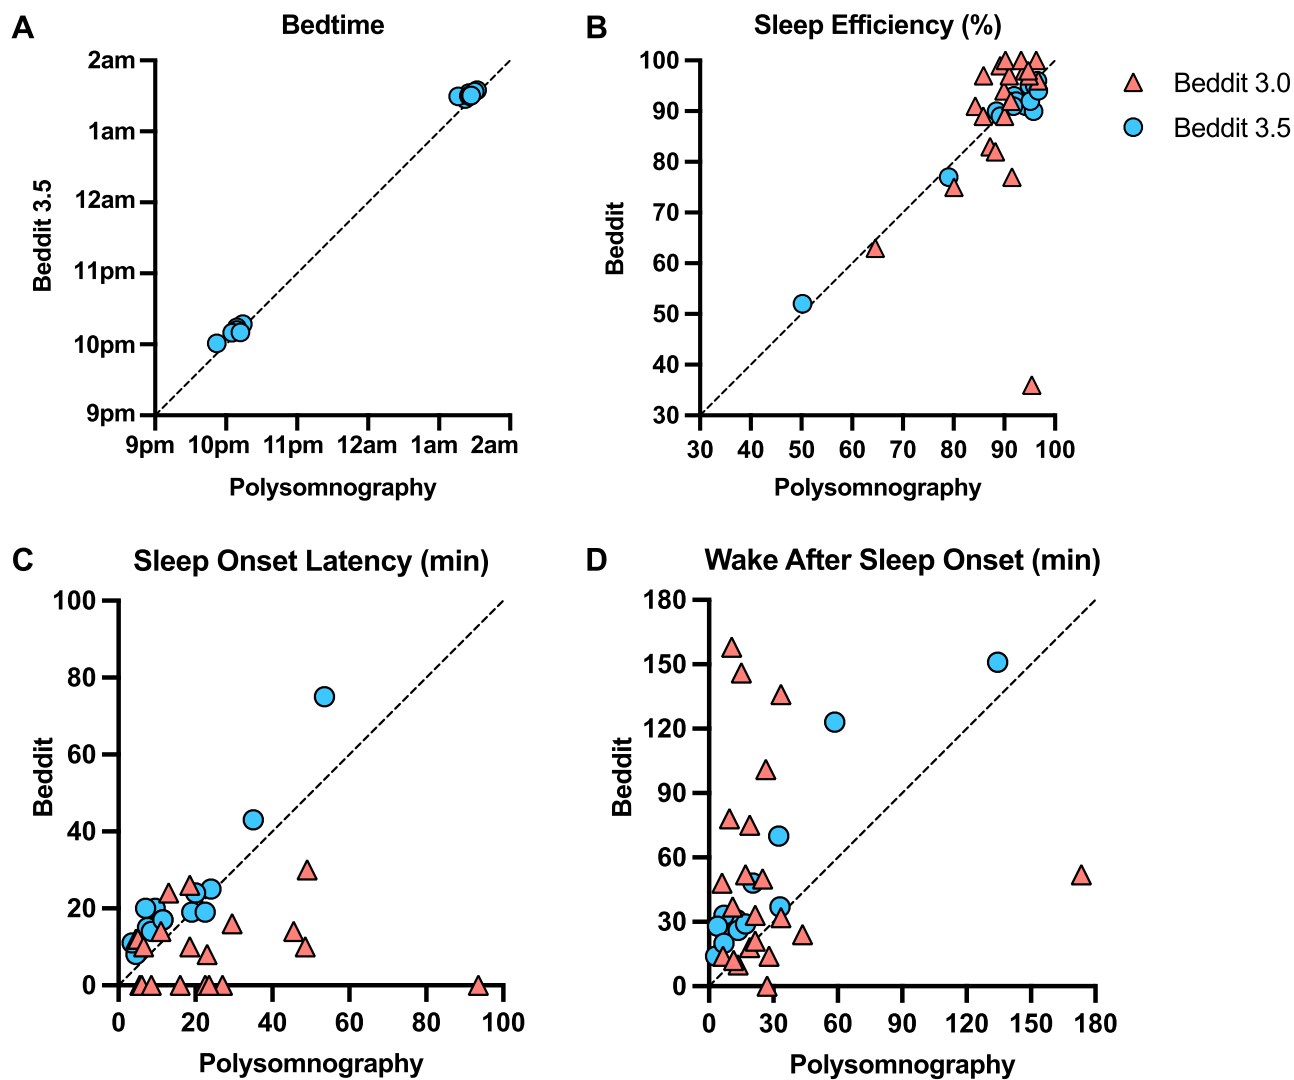 A
Bedtime
2am
1am
12am
11pm
10pm
9pm
Beddit 3.5
9pm 10pm 11pm 12am 1am 2am
Polysomnography
B
Sleep Efficiency (%)
100
90
80
70
60
50
40
30
Beddit
30 40 50 60 70 80 90 100
Polysomnography
Beddit 3.0
Beddit 3.5
C
Sleep Onset Latency (min)
100
80
60
40
20
0
Beddit
0 20 40 60 80 100
Polysomnography
D
Wake After Sleep Onset (min)
180
150
120
90
60
30
0
Beddit
0 30 60 90 120 150 180
Polysomnography